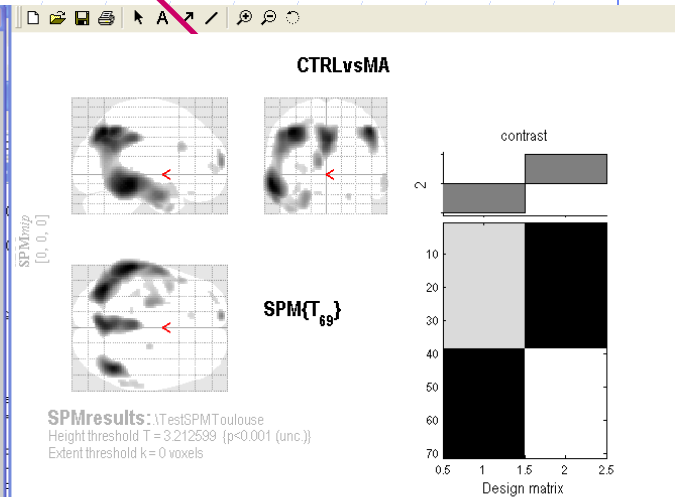 A
CTRLvsMA
<
<
SPMmip
[0, 0, 0]
<
SPM{T69}
SPMresults: .\TestSPMToulouse
Height threshold T = 3.212599 {p<0.001 (unc.)}
Extent threshold k = 0 voxels
contrast
2
10
20
30
40
50
60
70
0.5 1 1.5 2 2.5
Design matrix